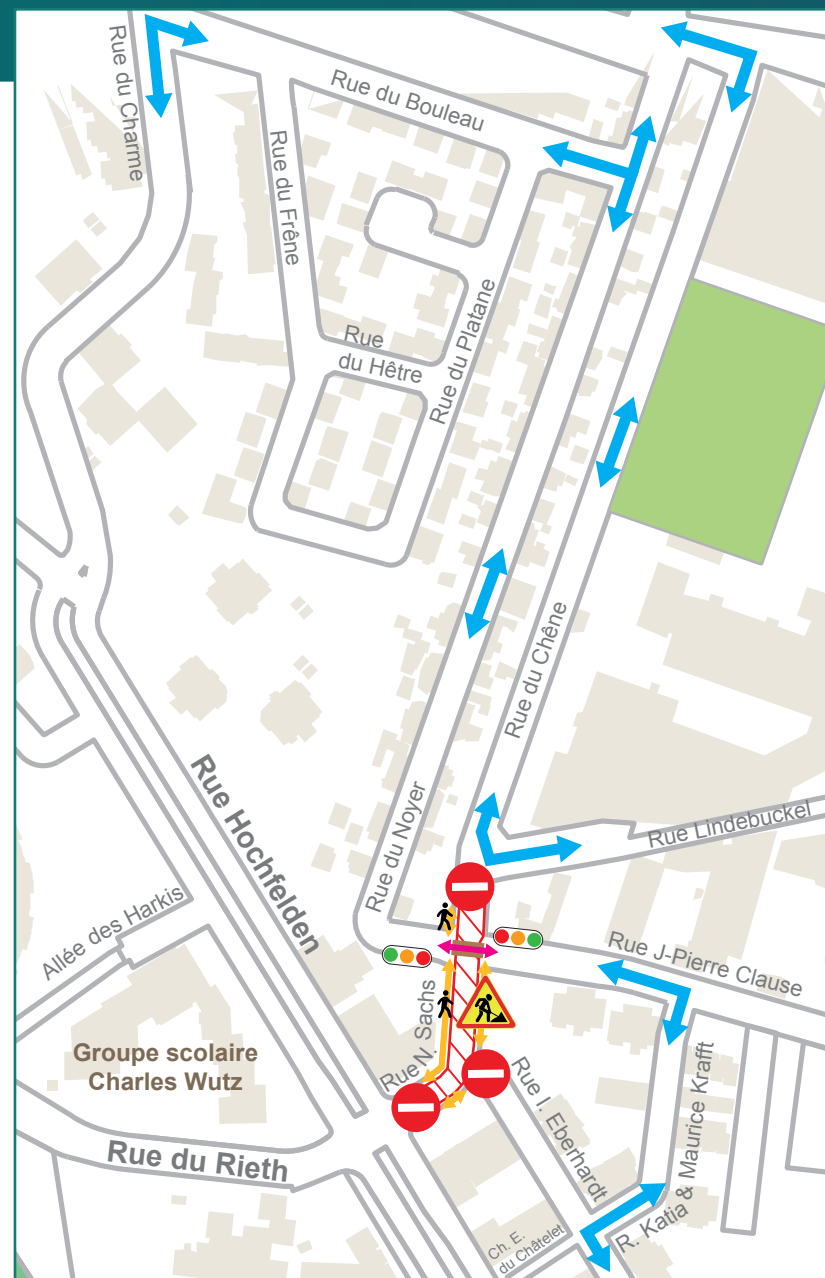 Rue du Charme
Rue du Bouleau
Rue du Frêne
Rue
du Hêtre
Rue du Platane
Rue du Chêne
Rue du Noyer
Rue Hochfelden
Rue Lindebuckel
Allée des Harkis
Rue J-Pierre Clause
Rue N. Sachs
Groupe scolaire
Charles Wutz
Rue I. Eberhardt
R. Katia & Maurice Krafft
Rue du Rieth
Ch. E.
du Châtelet